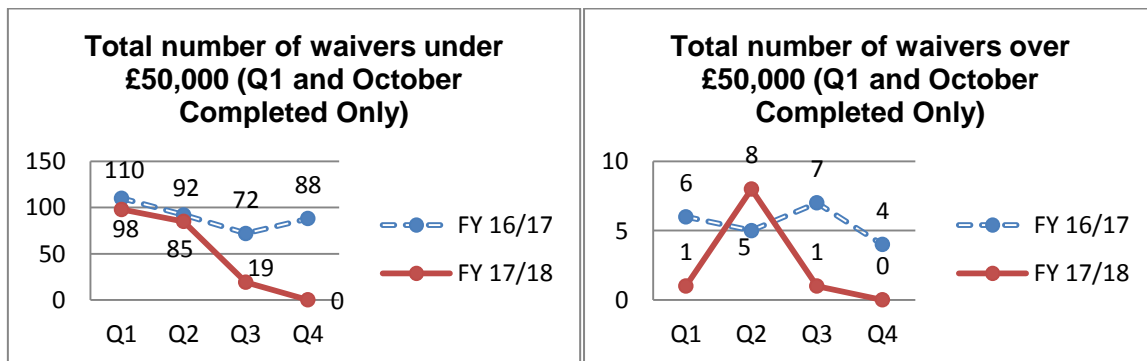 Total number of waivers under
£50,000 (Q1 and October
Completed Only)
150
100
50
0
110
92
72
88
98
85
19
0
Q1 Q2 Q3 Q4
FY 16/17
FY 17/18
Total number of waivers over
£50,000 (Q1 and October
Completed Only)
10
5
0
6
8
7
4
1
5
1
0
Q1 Q2 Q3 Q4
FY 16/17
FY 17/18